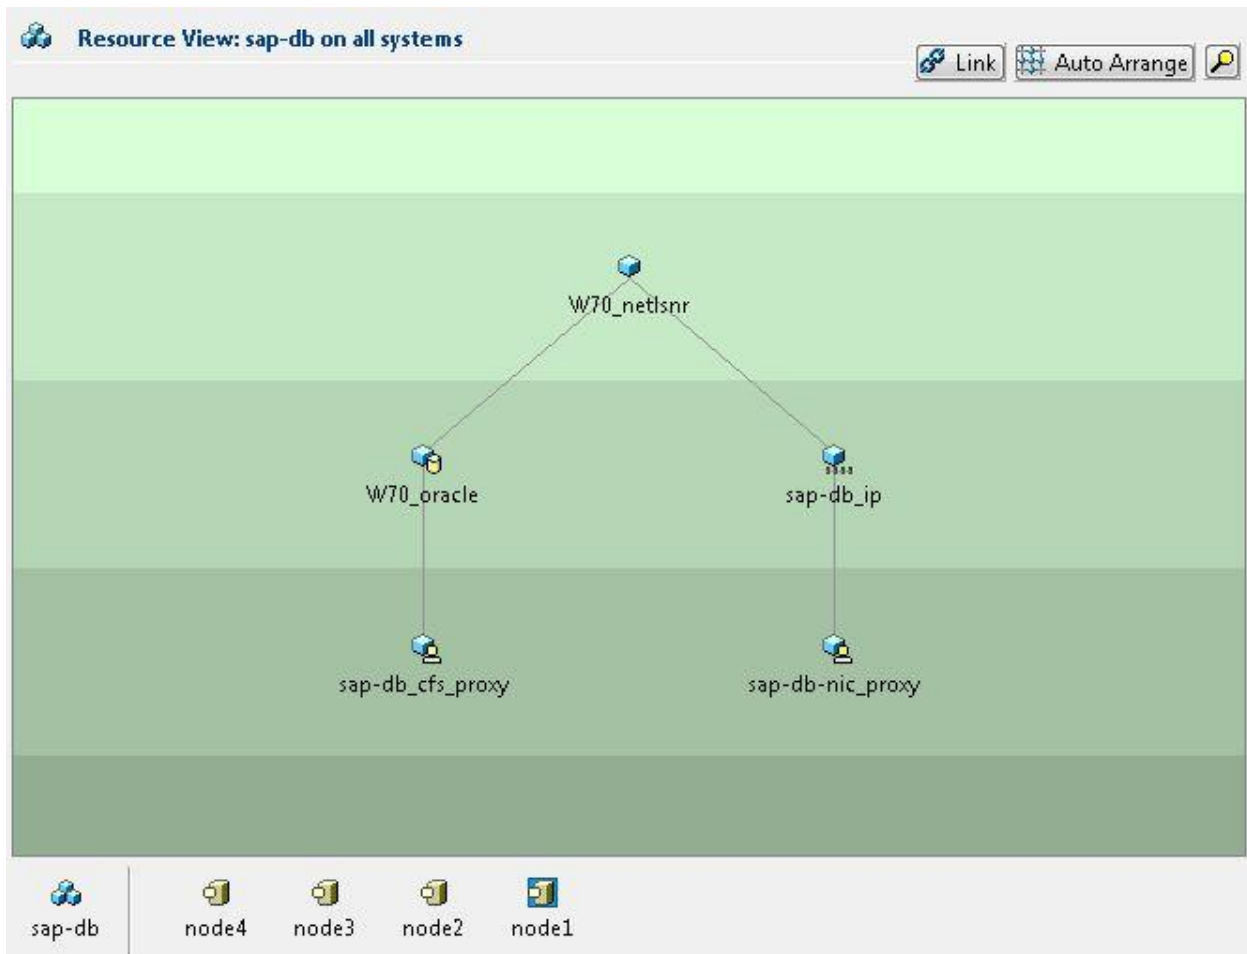 Resource View: sap-db on all systems
Link Auto Arrange
W70_netlsnr
W70_oracle sap-db_ip
sap-db_cfs_proxy sap-db-nic_proxy
sap-db node4 node3 node2 node1